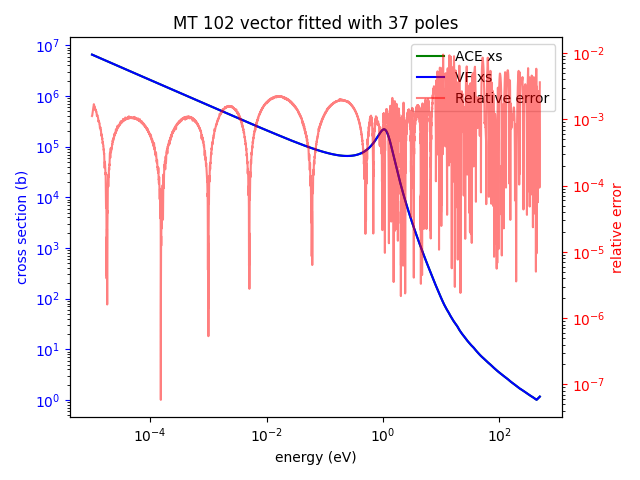 MT 102 vector fitted with 37 poles
ACE xs
VF xs
Relative error
10^7
10^6
10^5
10^4
10^3
10^2
10^1
10^0
cross section (b)
10^−2
10^−3
10^−4
10^−5
10^−6
10^−7
relative error
10^−4 10^−2 10^0 10^2
energy (eV)